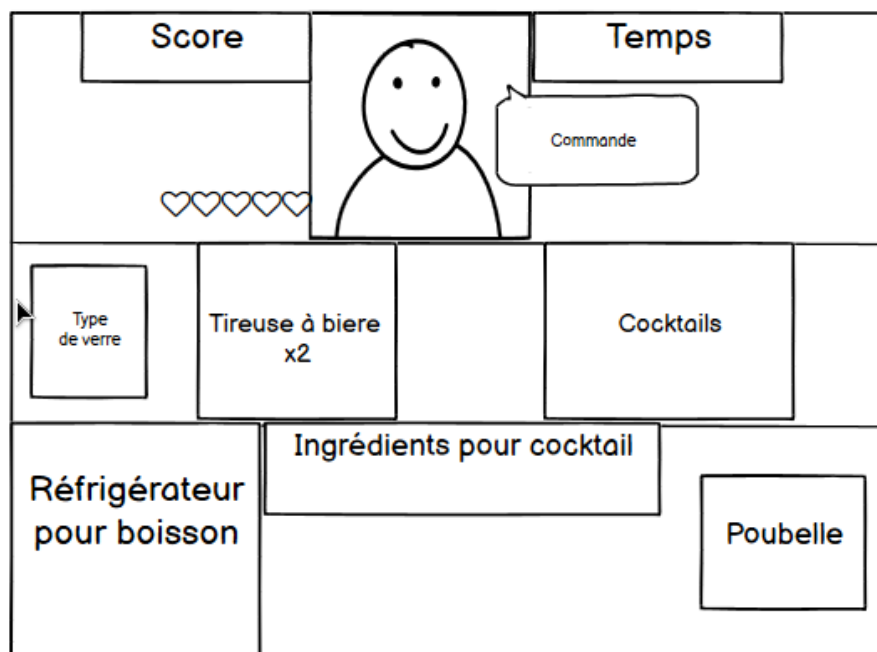 Score
Temps
Commande
Type
de verre
Tireuse à biere
x2
Cocktails
Ingrédients pour cocktail
Réfrigérateur
pour boisson
Poubelle